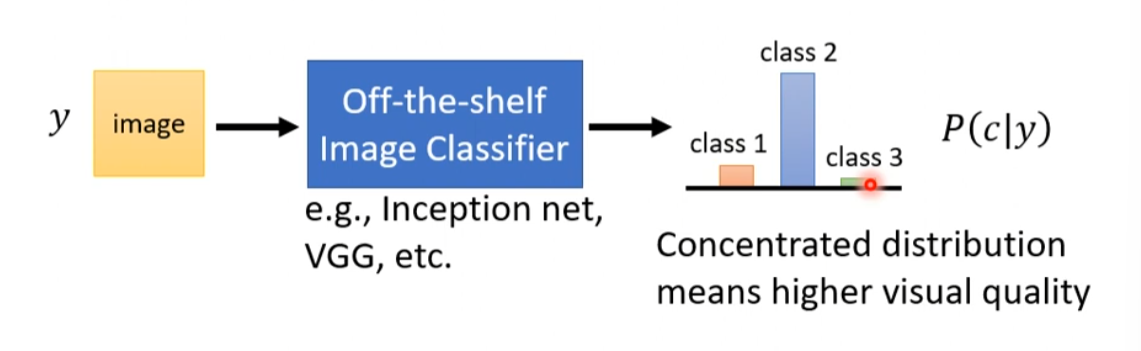 y
image
Off-the-shelf
Image Classifier
e.g., Inception net,
VGG, etc.
class 1
class 2
class 3
P(c|y)
Concentrated distribution
means higher visual quality